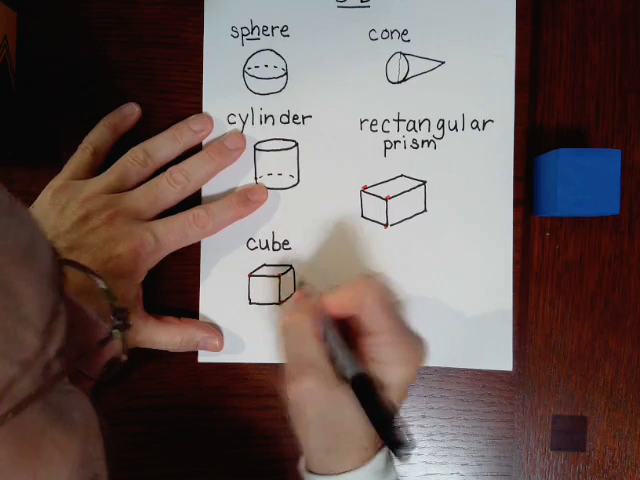 sphere
cone
cylinder
rectangular
prism
cube